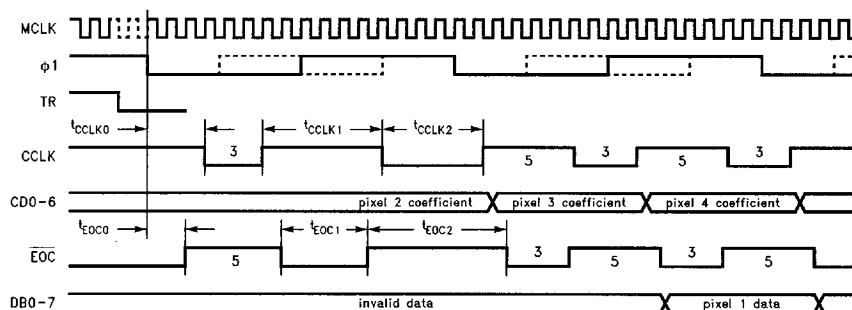 MCLK
φ1
TR
tCCLK0 tCCLK1 tCCLK2
CCLK 3 5 3 5 3
CD0-6 pixel 2 coefficient pixel 3 coefficient pixel 4 coefficient
tEOC0 tEOC1 tEOC2
EOC 5 3 5 3 5
DB0-7 invalid data pixel 1 data